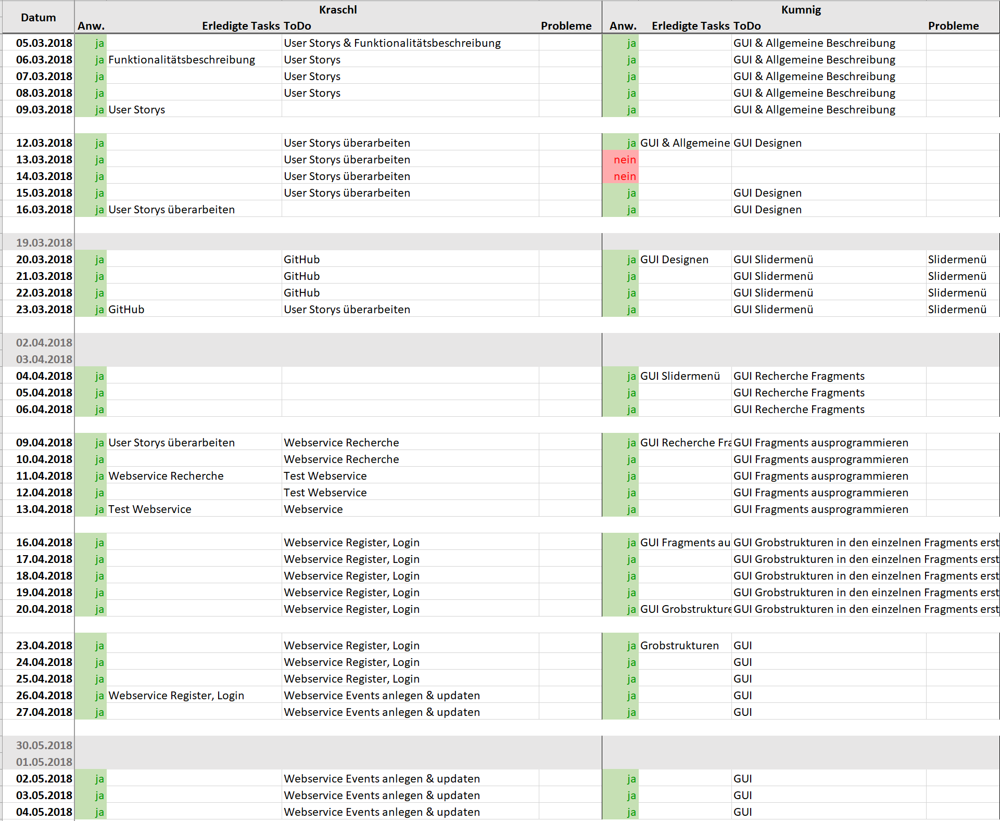 Datum Kraschl Kumnig
Anw. Erledigte Tasks ToDo Probleme Anw. Erledigte Tasks ToDo Probleme
05.03.2018 ja User Storys & Funktionalitätsbeschreibung ja GUI & Allgemeine Beschreibung
06.03.2018 ja Funktionalitätsbeschreibung User Storys ja GUI & Allgemeine Beschreibung
07.03.2018 ja User Storys ja GUI & Allgemeine Beschreibung
08.03.2018 ja User Storys ja GUI & Allgemeine Beschreibung
09.03.2018 ja User Storys ja GUI & Allgemeine Beschreibung
12.03.2018 ja User Storys überarbeiten ja GUI & Allgemeine GUI Designen
13.03.2018 ja User Storys überarbeiten nein
14.03.2018 ja User Storys überarbeiten nein
15.03.2018 ja User Storys überarbeiten ja GUI Designen
16.03.2018 ja User Storys überarbeiten ja GUI Designen
19.03.2018
20.03.2018 ja GitHub ja GUI Designen GUI Slidermenü Slidermenü
21.03.2018 ja GitHub ja GUI Slidermenü Slidermenü
22.03.2018 ja GitHub ja GUI Slidermenü Slidermenü
23.03.2018 ja GitHub User Storys überarbeiten ja GUI Slidermenü Slidermenü
02.04.2018
03.04.2018
04.04.2018 ja ja GUI Slidermenü GUI Recherche Fragments
05.04.2018 ja ja GUI Recherche Fragments
06.04.2018 ja ja GUI Recherche Fragments
09.04.2018 ja User Storys überarbeiten Webservice Recherche ja GUI Recherche Fra GUI Fragments ausprogrammieren
10.04.2018 ja Webservice Recherche ja GUI Fragments ausprogrammieren
11.04.2018 ja Webservice Recherche Test Webservice ja GUI Fragments ausprogrammieren
12.04.2018 ja Test Webservice ja GUI Fragments ausprogrammieren
13.04.2018 ja Test Webservice Webservice ja GUI Fragments ausprogrammieren
16.04.2018 ja Webservice Register, Login ja GUI Fragments au GUI Grobstrukturen in den einzelnen Fragments erst
17.04.2018 ja Webservice Register, Login ja GUI Grobstrukturen in den einzelnen Fragments erst
18.04.2018 ja Webservice Register, Login ja GUI Grobstrukturen in den einzelnen Fragments erst
19.04.2018 ja Webservice Register, Login ja GUI Grobstrukturen in den einzelnen Fragments erst
20.04.2018 ja Webservice Register, Login ja GUI Grobstrukture GUI Grobstrukturen in den einzelnen Fragments erst
23.04.2018 ja Webservice Register, Login ja Grobstrukturen GUI
24.04.2018 ja Webservice Register, Login ja GUI
25.04.2018 ja Webservice Register, Login ja GUI
26.04.2018 ja Webservice Register, Login Webservice Events anlegen & updaten ja GUI
27.04.2018 ja Webservice Events anlegen & updaten ja GUI
30.05.2018
01.05.2018
02.05.2018 ja Webservice Events anlegen & updaten ja GUI
03.05.2018 ja Webservice Events anlegen & updaten ja GUI
04.05.2018 ja Webservice Events anlegen & updaten ja GUI